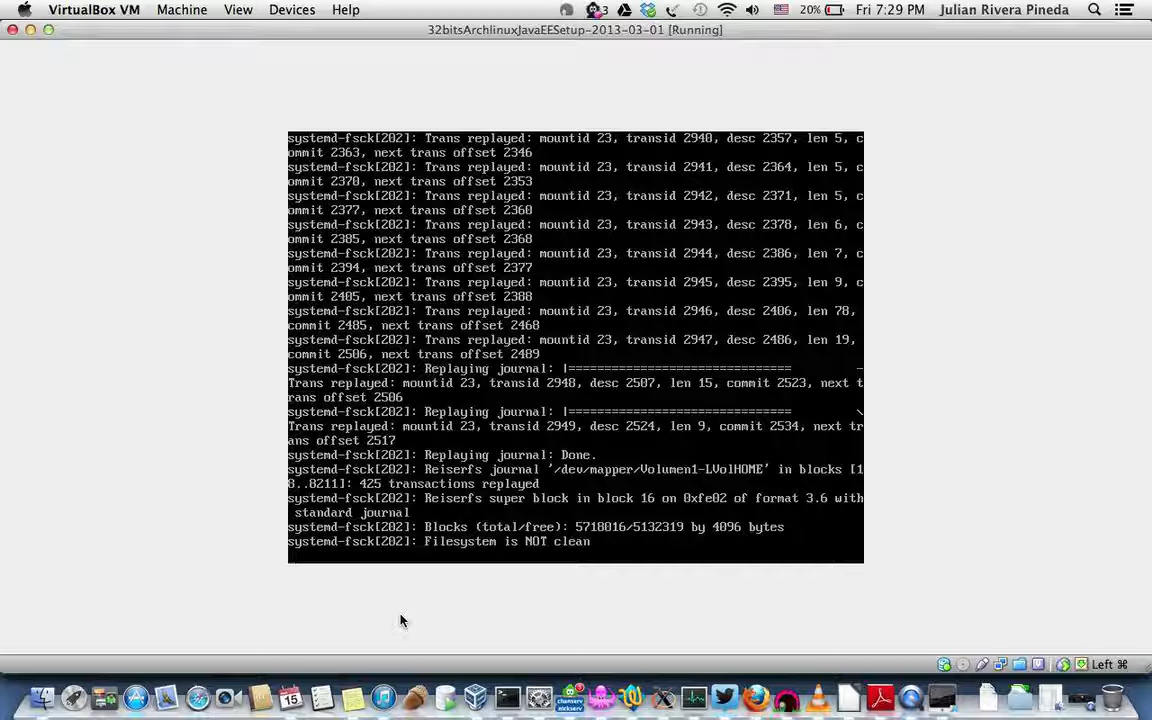 VirtualBox VM Machine View Devices Help 3 20% Fri 7:29 PM Julian Rivera Pineda
32bitsArchlinuxJavaEESetup-2013-03-01 [Running]
systemd-fsck[202]: Trans replayed: mountid 23, transid 2940, desc 2357, len 5, c
ommit 2363, next trans offset 2346
systemd-fsck[202]: Trans replayed: mountid 23, transid 2941, desc 2364, len 5, c
ommit 2370, next trans offset 2353
systemd-fsck[202]: Trans replayed: mountid 23, transid 2942, desc 2371, len 5, c
ommit 2377, next trans offset 2360
systemd-fsck[202]: Trans replayed: mountid 23, transid 2943, desc 2378, len 6, c
ommit 2385, next trans offset 2368
systemd-fsck[202]: Trans replayed: mountid 23, transid 2944, desc 2386, len 7, c
ommit 2394, next trans offset 2377
systemd-fsck[202]: Trans replayed: mountid 23, transid 2945, desc 2395, len 9, c
ommit 2405, next trans offset 2388
systemd-fsck[202]: Trans replayed: mountid 23, transid 2946, desc 2406, len 78,
commit 2485, next trans offset 2468
systemd-fsck[202]: Trans replayed: mountid 23, transid 2947, desc 2486, len 19,
commit 2506, next trans offset 2489
systemd-fsck[202]: Replaying journal: |=============================== -
Trans replayed: mountid 23, transid 2948, desc 2507, len 15, commit 2523, next t
rans offset 2506
systemd-fsck[202]: Replaying journal: |=============================== \
Trans replayed: mountid 23, transid 2949, desc 2524, len 9, commit 2534, next tr
ans offset 2517
systemd-fsck[202]: Replaying journal: Done.
systemd-fsck[202]: Reiserfs journal '/dev/mapper/Volumen1-LVolHOME' in blocks [1
8..8211]: 425 transactions replayed
systemd-fsck[202]: Reiserfs super block in block 16 on 0xfe02 of format 3.6 with
standard journal
systemd-fsck[202]: Blocks (total/free): 5718016/5132319 by 4096 bytes
systemd-fsck[202]: Filesystem is NOT clean
Left ⌘
15
chanserv
nickserv